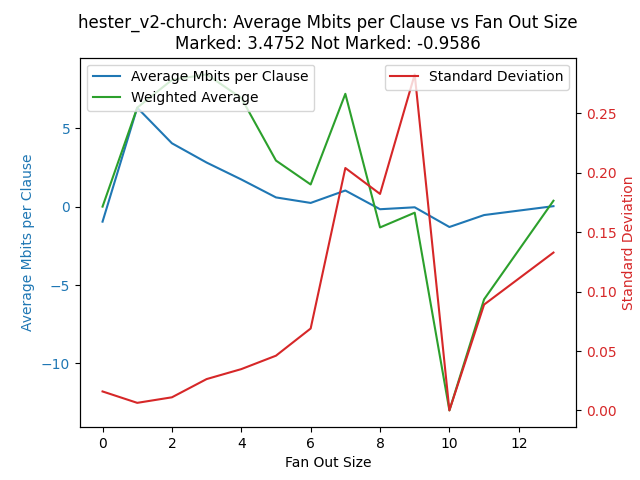 hester_v2-church: Average Mbits per Clause vs Fan Out Size
Marked: 3.4752 Not Marked: -0.9586
Average Mbits per Clause
Weighted Average
Standard Deviation
Average Mbits per Clause
5
0
−5
−10
0.25
0.20
0.15
0.10
0.05
0.00
Standard Deviation
0 2 4 6 8 10 12
Fan Out Size